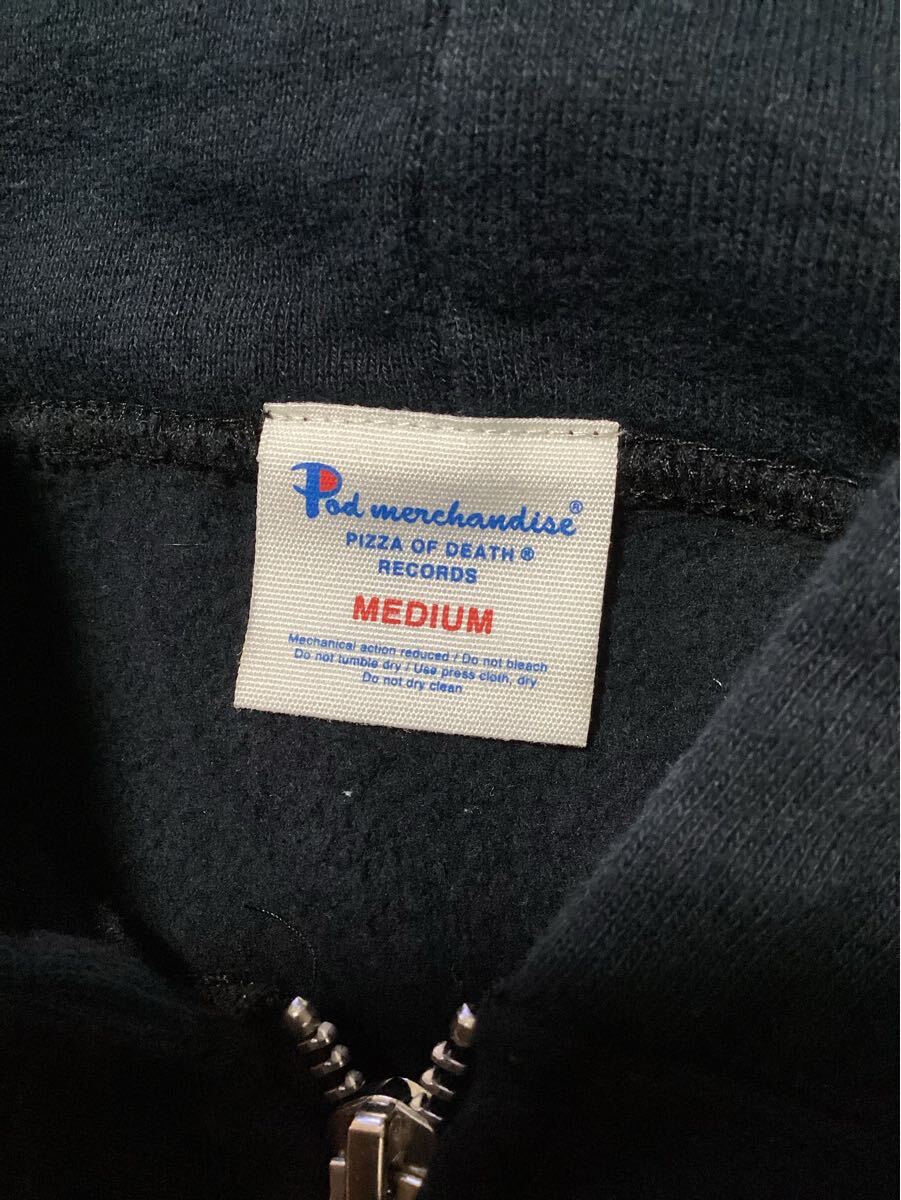 Pod merchandise®
PIZZA OF DEATH®
RECORDS
MEDIUM
Mechanical action reduced / Do not bleach
Do not tumble dry / Use press cloth, dry
Do not dry clean